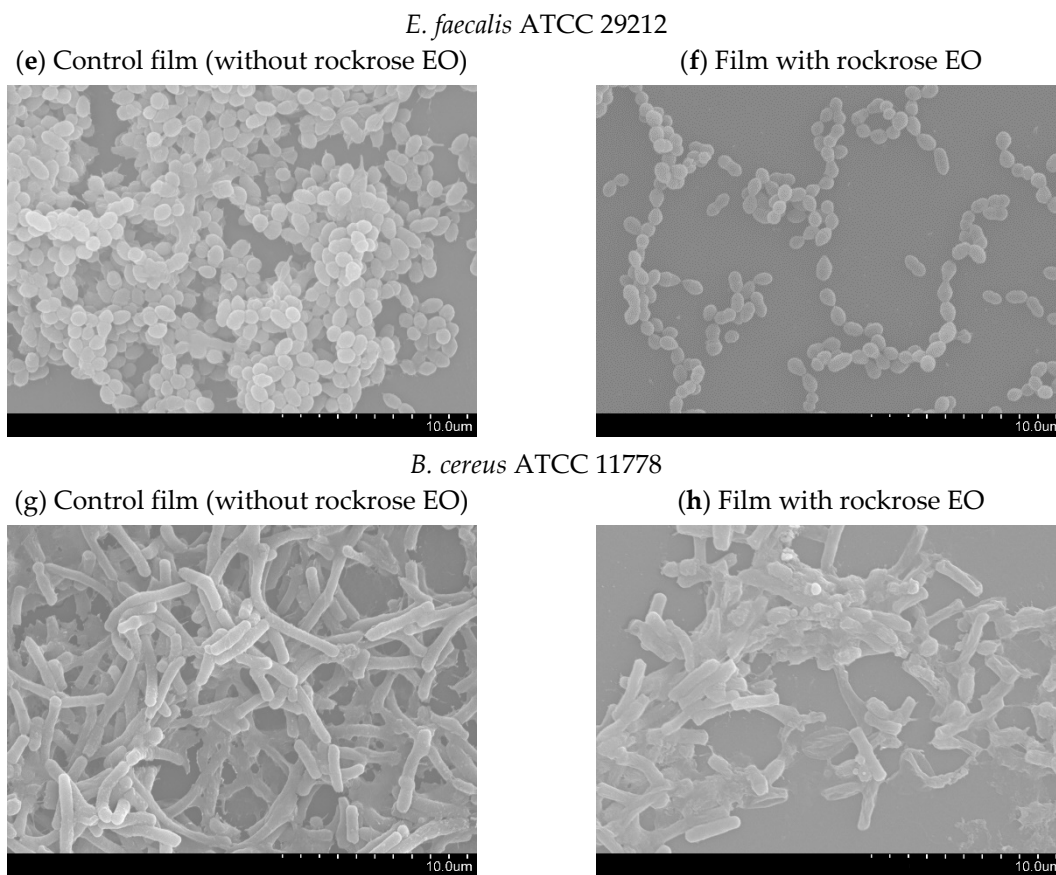 E. faecalis ATCC 29212
(e) Control film (without rockrose EO)
(f) Film with rockrose EO
10.0um
10.0um
B. cereus ATCC 11778
(g) Control film (without rockrose EO)
(h) Film with rockrose EO
10.0um
10.0um